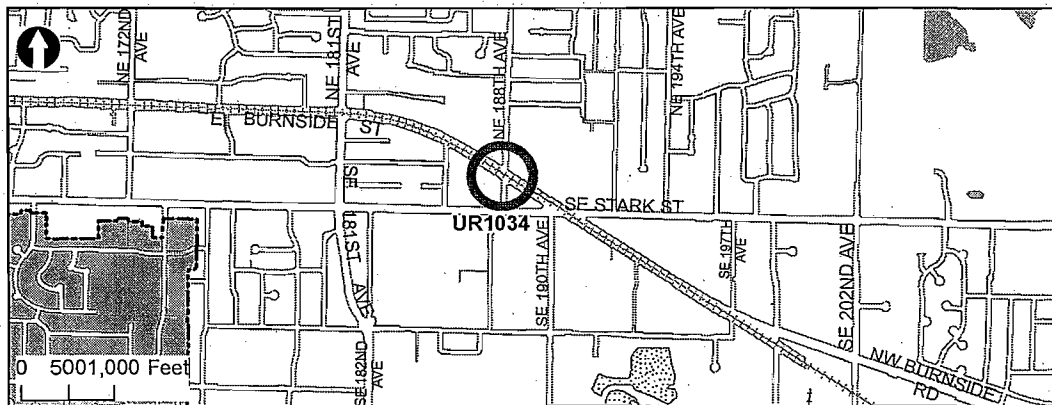 NE 172ND
AVE
NE 181ST
AVE
NE 188TH AVE
NE 194TH AVE
E BURNSIDE ST
SE STARK ST
UR1034
SE
181ST
AVE
SE 190TH AVE
SE 197TH
AVE
SE 202ND AVE
SE 182ND
AVE
NW BURNSIDE
RD
0 5001,000 Feet